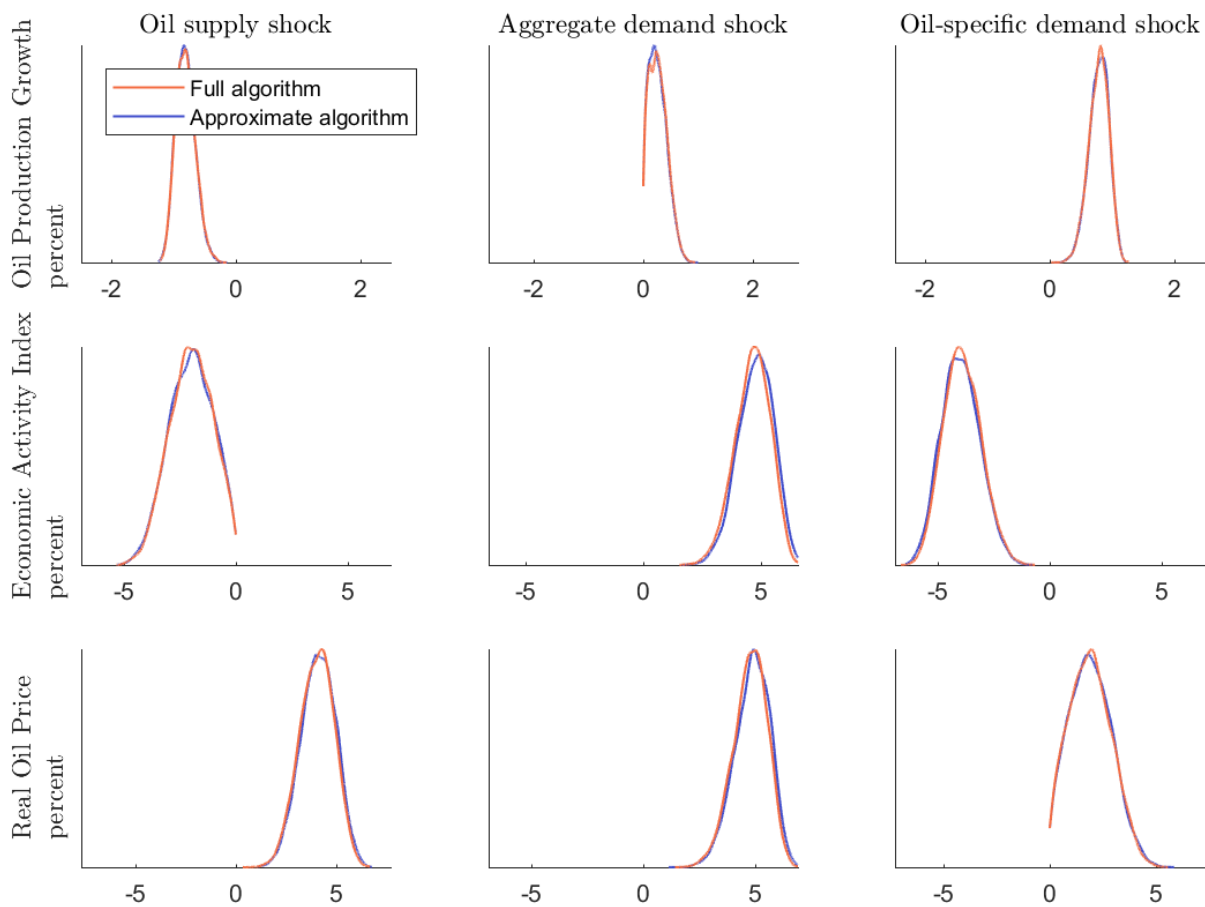 Oil supply shock
Aggregate demand shock
Oil-specific demand shock
Oil Production Growth
percent
Full algorithm
Approximate algorithm
-2 0 2
-2 0 2
-2 0 2
Economic Activity Index
percent
-5 0 5
-5 0 5
-5 0 5
Real Oil Price
percent
-5 0 5
-5 0 5
-5 0 5